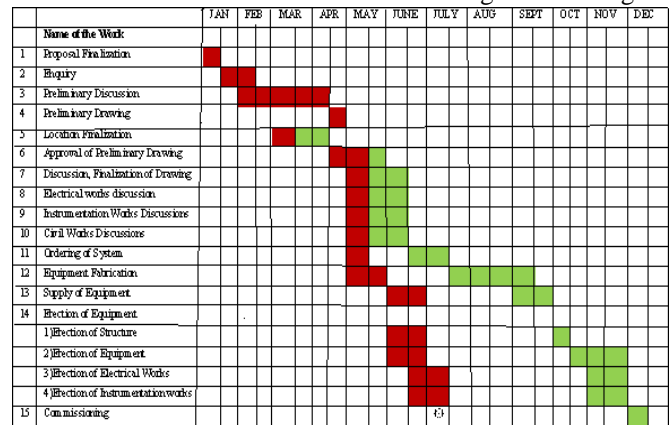 JAN FEB MAR APR MAY JUNE JULY AUG SEPT OCT NOV DEC
Name of the Work
1 Proposal Finalization
2 Enquiry
3 Preliminary Discussion
4 Preliminary Drawing
5 Location Finalization
6 Approval of Preliminary Drawing
7 Discussion, Finalization of Drawing
8 Electrical works discussion
9 Instrumentation Works Discussions
10 Civil Works Discussions
11 Ordering of System
12 Equipment Fabrication
13 Supply of Equipment
14 Erection of Equipment
1)Erection of Structure
2)Erection of Equipment
3)Erection of Electrical Works
4)Erection of Instrumentation works
15 Commissioning